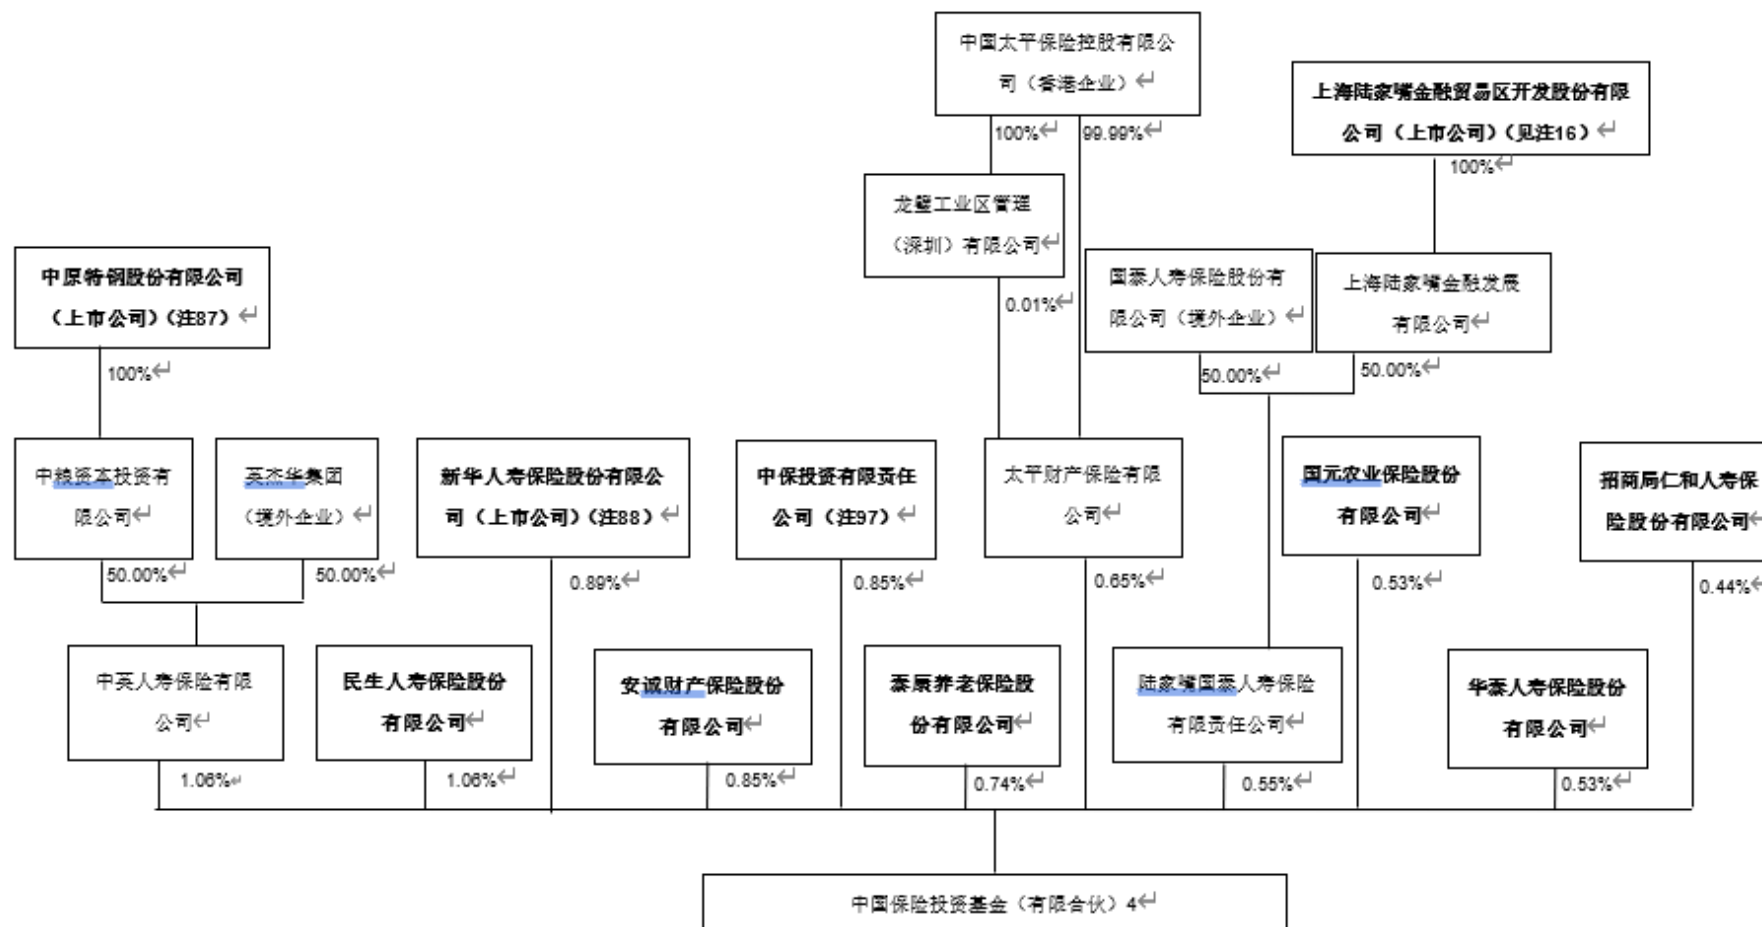 中国太平保险控股有限公
司（香港企业）
上海陆家嘴金融贸易区开发股份有限
公司（上市公司）（见注16）
100%
99.99%
100%
龙璧工业区管理
（深圳）有限公司
中原特钢股份有限公司
（上市公司）（注87）
0.01%
国泰人寿保险股份有
限公司（境外企业）
上海陆家嘴金融发展
有限公司
100%
50.00%
50.00%
中粮资本投资有
限公司
英杰华集团
（境外企业）
新华人寿保险股份有限公
司（上市公司）（注88）
中保投资有限责任
公司（注97）
太平财产保险有限
公司
国元农业保险股份
有限公司
招商局仁和人寿保
险股份有限公司
50.00%
50.00%
0.89%
0.85%
0.65%
0.53%
0.44%
中英人寿保险有限
公司
民生人寿保险股份
有限公司
安诚财产保险股份
有限公司
泰康养老保险股
份有限公司
陆家嘴国泰人寿保险
有限责任公司
华泰人寿保险股份
有限公司
1.06%
1.06%
0.85%
0.74%
0.55%
0.53%
中国保险投资基金（有限合伙）4